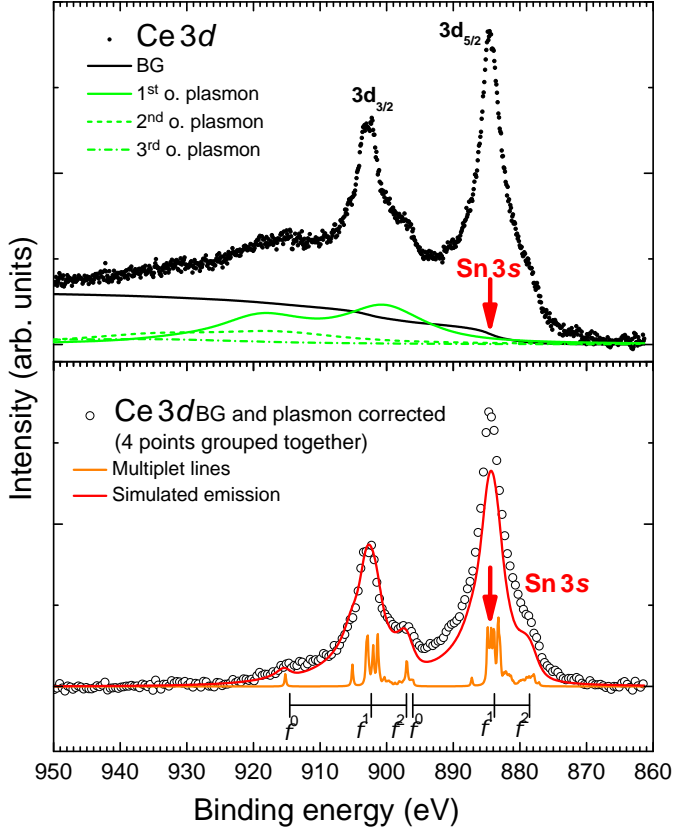 Ce 3d
BG
1st o. plasmon
2nd o. plasmon
3rd o. plasmon
3d3/2
3d5/2
Sn 3s
Intensity (arb. units)
Ce 3d BG and plasmon corrected
(4 points grouped together)
Multiplet lines
Simulated emission
Sn 3s
f0 f1 f2 f0 f1 f2
950 940 930 920 910 900 890 880 870 860
Binding energy (eV)